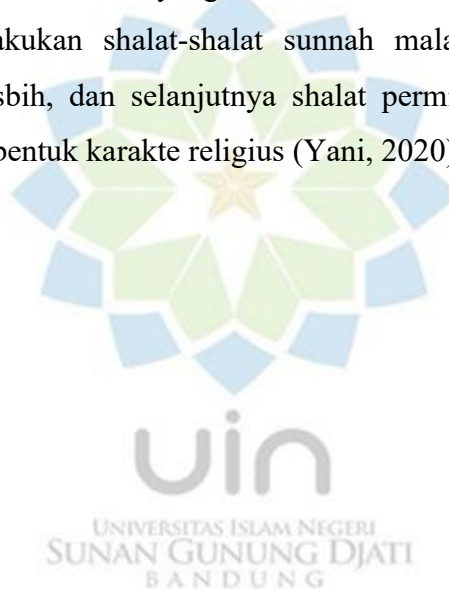 akukan shalat-shalat sunnah mala
sbih, dan selanjutnya shalat permi
bentuk karakte religius (Yani, 2020)
uin
UNIVERSITAS ISLAM NEGERI
SUNAN GUNUNG DJATI
BANDUNG